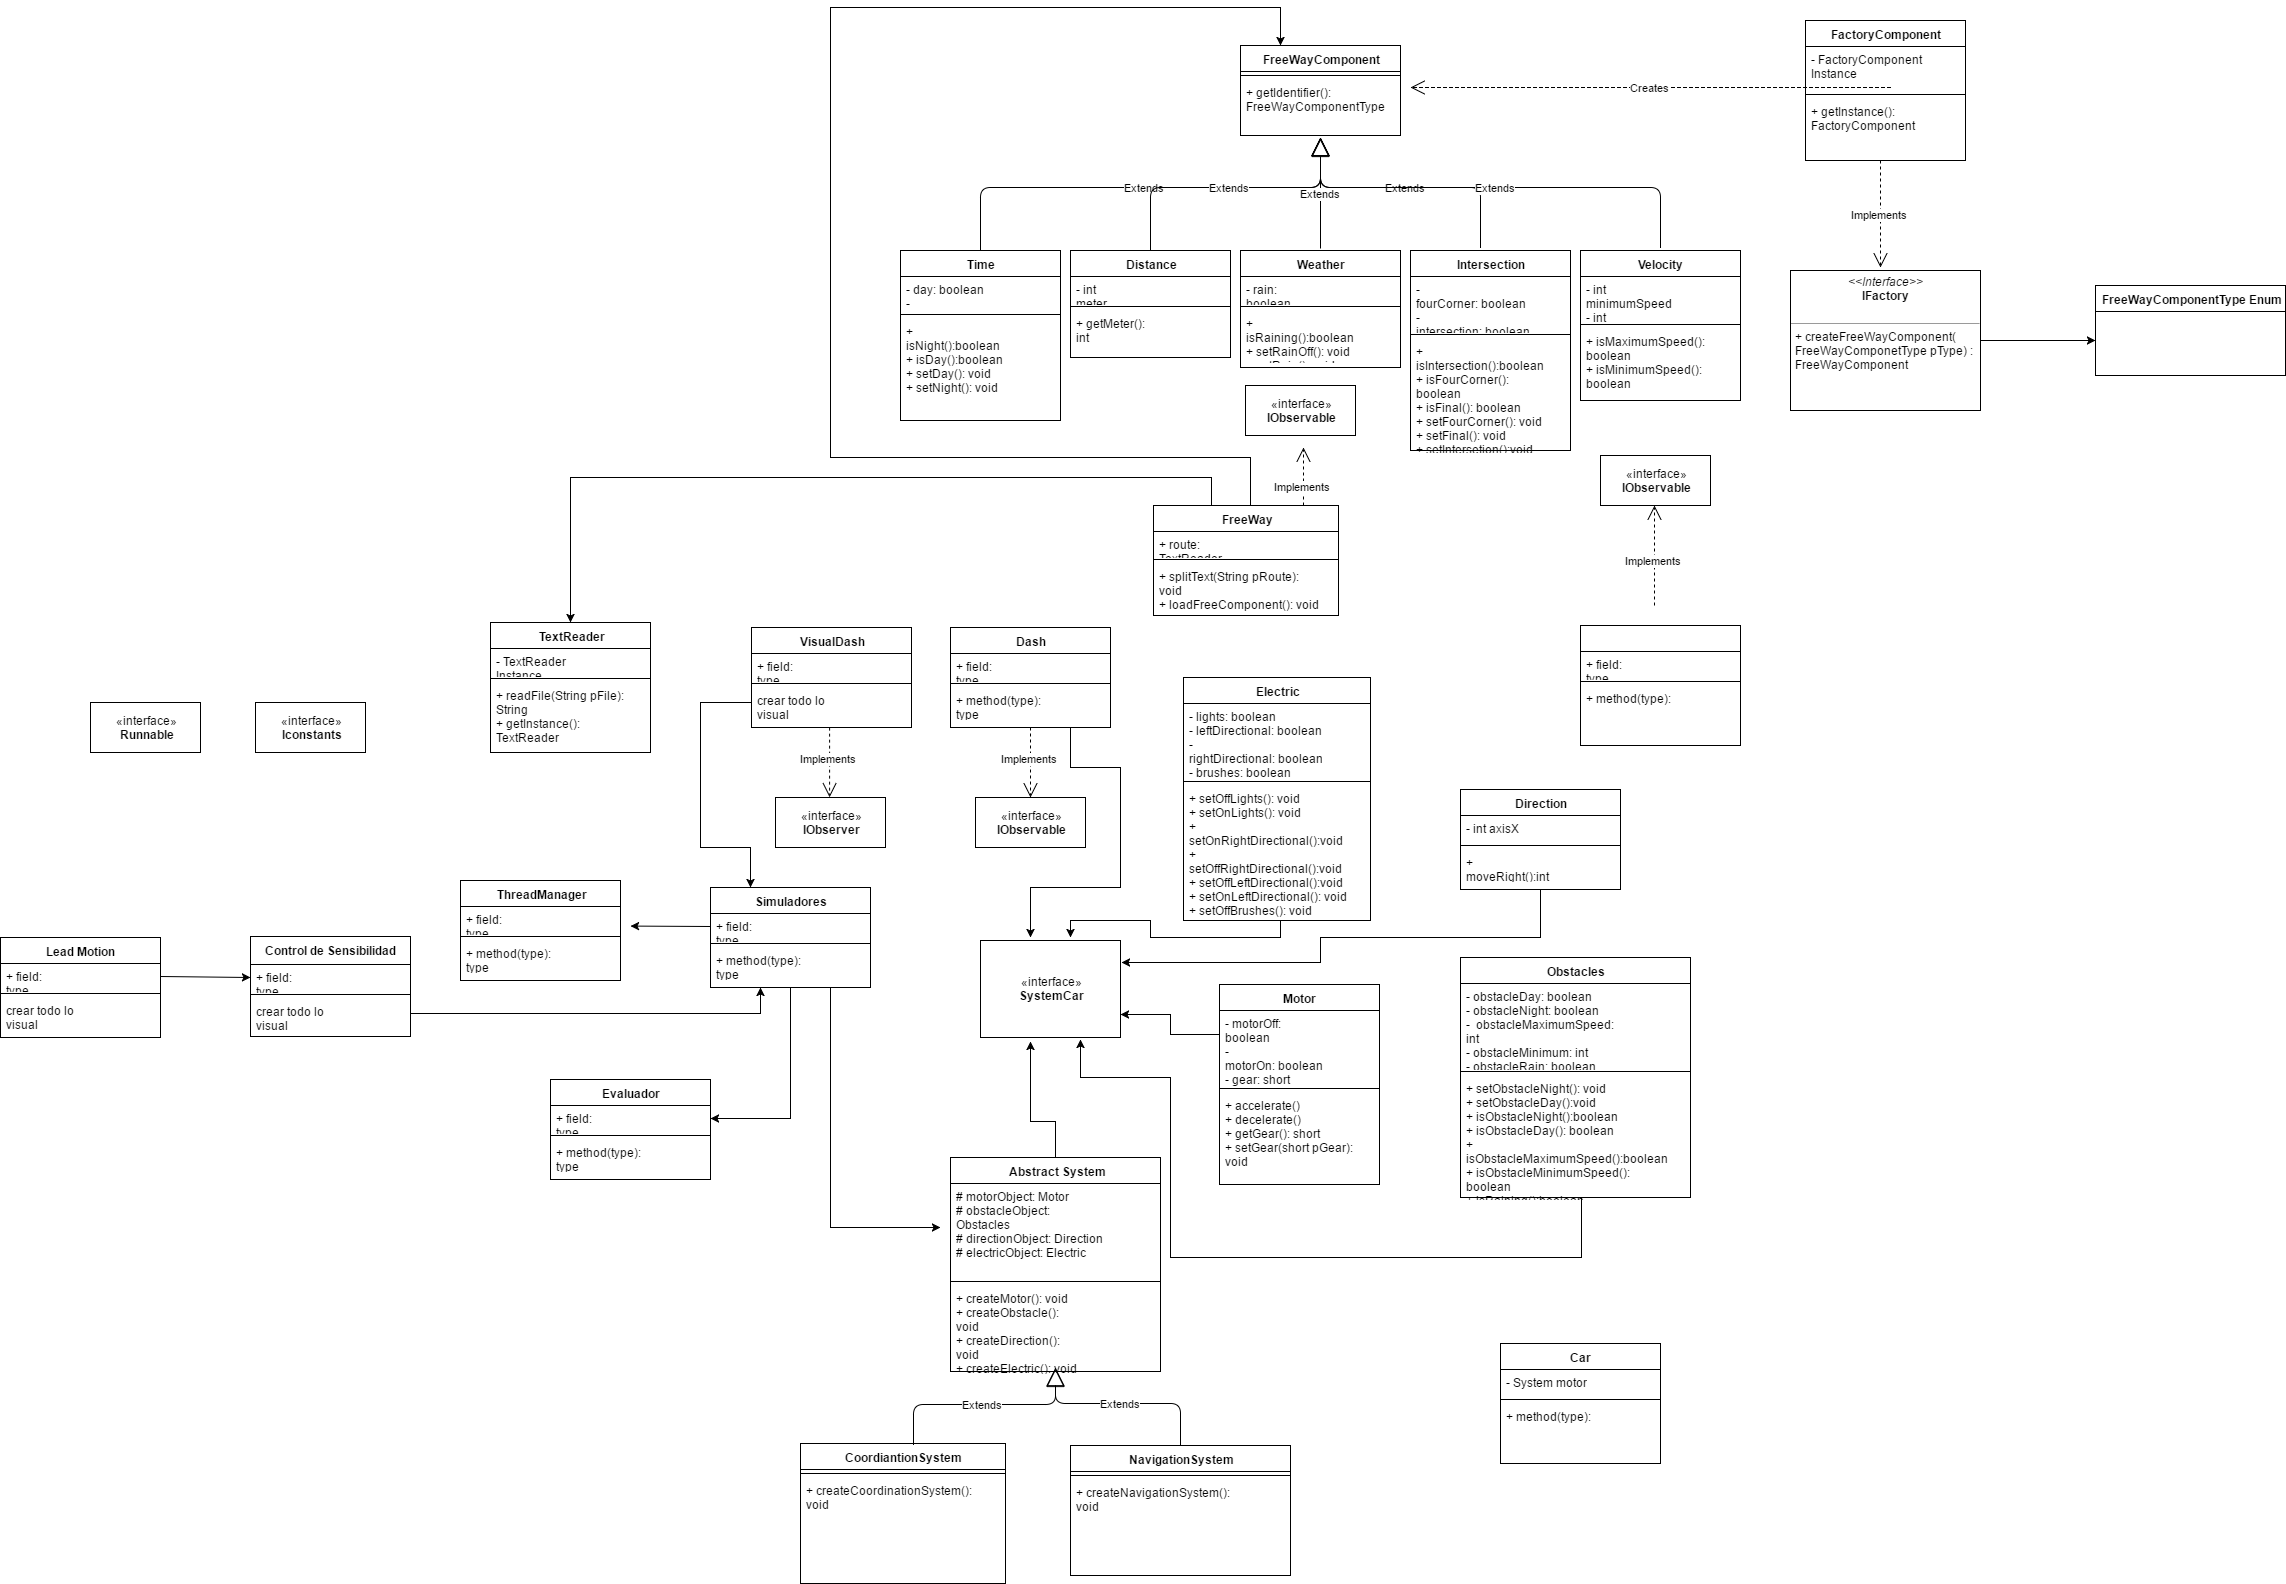 FreeWayComponent
+ getIdentifier():
FreeWayComponentType
Creates
FactoryComponent
- FactoryComponent
Instance
+ getInstance():
FactoryComponent
Implements
Extends
Extends
Extends
Extends
Extends
Time
- day: boolean
-
+
isNight():boolean
+ isDay():boolean
+ setDay(): void
+ setNight(): void
Distance
- int
meter
+ getMeter():
int
Weather
- rain:
boolean
+
isRaining():boolean
+ setRainOff(): void
Intersection
-
fourCorner: boolean
-
intersection: boolean
+
isIntersection():boolean
+ isFourCorner():
boolean
+ isFinal(): boolean
+ setFourCorner(): void
+ setFinal(): void
+ setIntersetion():void
Velocity
- int
minimumSpeed
- int
+ isMaximumSpeed():
boolean
+ isMinimumSpeed():
boolean
<<Interface>>
IFactory
+ createFreeWayComponent(
FreeWayComponetType pType) :
FreeWayComponent
FreeWayComponentType Enum
«interface»
IObservable
Implements
«interface»
IObservable
Implements
FreeWay
+ route:
TextReader
+ splitText(String pRoute):
void
+ loadFreeComponent(): void
TextReader
- TextReader
Instance
+ readFile(String pFile):
String
+ getInstance():
TextReader
VisualDash
+ field:
type
crear todo lo
visual
Dash
+ field:
type
+ method(type):
type
+ field:
type
+ method(type):
«interface»
Runnable
«interface»
Iconstants
Implements
Implements
«interface»
IObserver
«interface»
IObservable
Electric
- lights: boolean
- leftDirectional: boolean
-
rightDirectional: boolean
- brushes: boolean
+ setOffLights(): void
+ setOnLights(): void
+
setOnRightDirectional():void
+
setOffRightDirectional():void
+ setOffLeftDirectional():void
+ setOnLeftDirectional(): void
+ setOffBrushes(): void
Direction
- int axisX
+
moveRight():int
ThreadManager
+ field:
type
+ method(type):
type
Simuladores
+ field:
type
+ method(type):
type
Lead Motion
+ field:
type
crear todo lo
visual
Control de Sensibilidad
+ field:
type
crear todo lo
visual
«interface»
SystemCar
Motor
- motorOff:
boolean
-
motorOn: boolean
- gear: short
+ accelerate()
+ decelerate()
+ getGear(): short
+ setGear(short pGear):
void
Obstacles
- obstacleDay: boolean
- obstacleNight: boolean
-  obstacleMaximumSpeed:
int
- obstacleMinimum: int
- obstacleRain: boolean
+ setObstacleNight(): void
+ setObstacleDay():void
+ isObstacleNight():boolean
+ isObstacleDay(): boolean
+
isObstacleMaximumSpeed():boolean
+ isObstacleMinimumSpeed():
boolean
+ isRaining():boolean
Evaluador
+ field:
type
+ method(type):
type
Abstract System
# motorObject: Motor
# obstacleObject:
Obstacles
# directionObject: Direction
# electricObject: Electric
+ createMotor(): void
+ createObstacle():
void
+ createDirection():
void
+ createElectric(): void
Extends
Extends
CoordiantionSystem
+ createCoordinationSystem():
void
NavigationSystem
+ createNavigationSystem():
void
Car
- System motor
+ method(type):